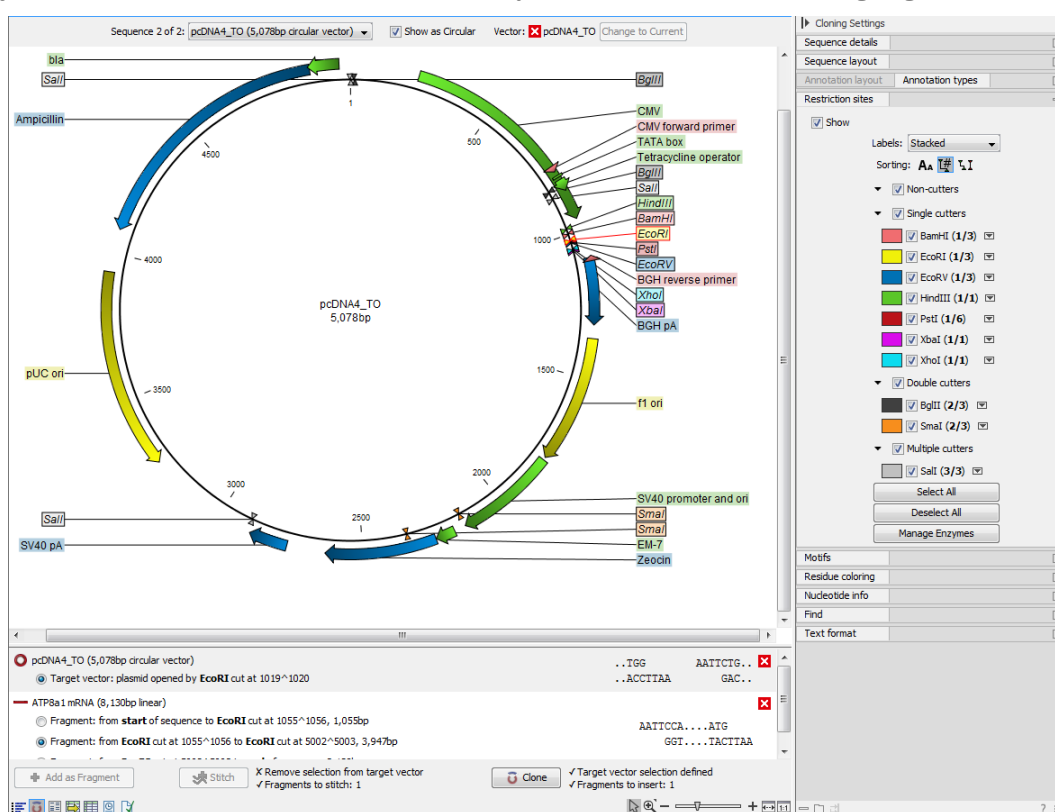 Sequence 2 of 2: pcDNA4_TO (5,078bp circular vector) Show as Circular Vector: pcDNA4_TO Change to Current
bla
SalI
Ampicillin
pUC ori
SalI
SV40 pA
BglII
CMV
CMV forward primer
TATA box
Tetracycline operator
BglII
SalI
HindIII
BamHI
EcoRI
PstI
EcoRV
BGH reverse primer
XhoI
XbaI
BGH pA
f1 ori
SV40 promoter and ori
SmaI
SmaI
EM-7
Zeocin
1
500
1000
1500
2000
2500
3000
3500
4000
4500
pcDNA4_TO
5,078bp
pcDNA4_TO (5,078bp circular vector)
Target vector: plasmid opened by EcoRI cut at 1019^1020
..TGG AATTCTG..
..ACCTTAA GAC..
ATP8a1 mRNA (8,130bp linear)
Fragment: from start of sequence to EcoRI cut at 1055^1056, 1,055bp
Fragment: from EcoRI cut at 1055^1056 to EcoRI cut at 5002^5003, 3,947bp
AATTCCA....ATG
GGT....TACTTAA
Add as Fragment
Stitch
X Remove selection from target vector
√ Fragments to stitch: 1
Clone
√ Target vector selection defined
√ Fragments to insert: 1
Cloning Settings
Sequence details
Sequence layout
Annotation layout Annotation types
Restriction sites
Show
Labels: Stacked
Sorting:
Non-cutters
Single cutters
BamHI (1/3)
EcoRI (1/3)
EcoRV (1/3)
HindIII (1/1)
PstI (1/6)
XbaI (1/1)
XhoI (1/1)
Double cutters
BglII (2/3)
SmaI (2/3)
Multiple cutters
SalI (3/3)
Select All
Deselect All
Manage Enzymes
Motifs
Residue coloring
Nucleotide info
Find
Text format